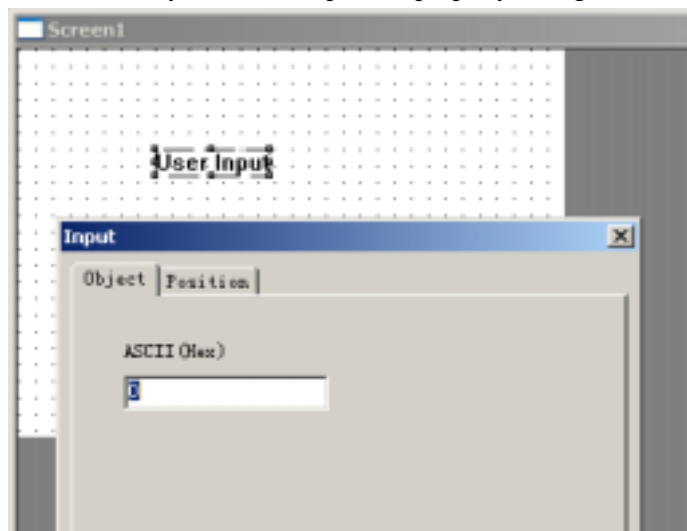 Screen1
User Input
Input
Object Position
ASCII(Hex)
0